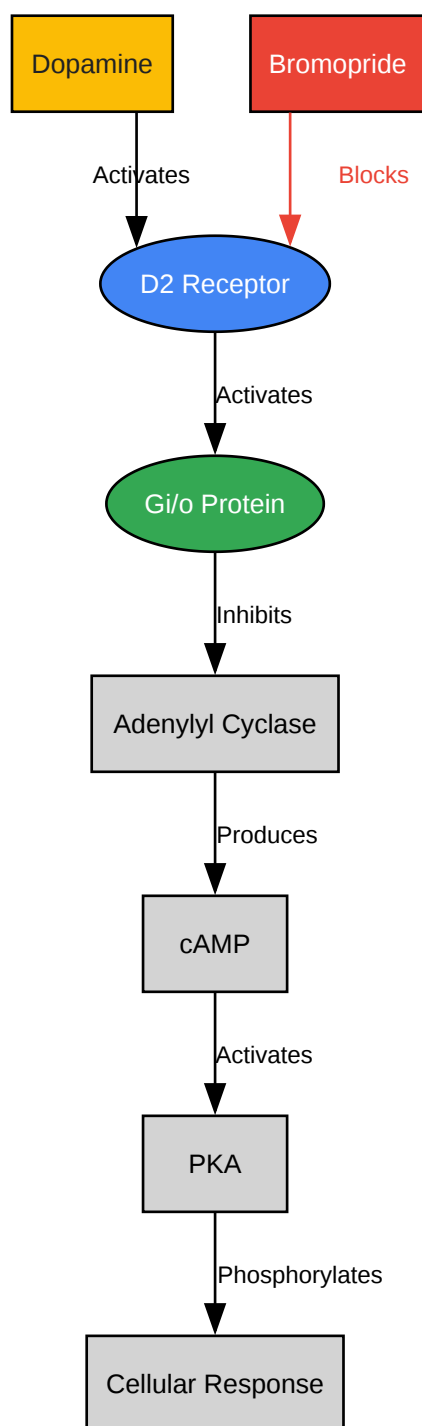 Dopamine
Bromopride
Activates
Blocks
D2 Receptor
Activates
Gi/o Protein
Inhibits
Adenylyl Cyclase
Produces
cAMP
Activates
PKA
Phosphorylates
Cellular Response